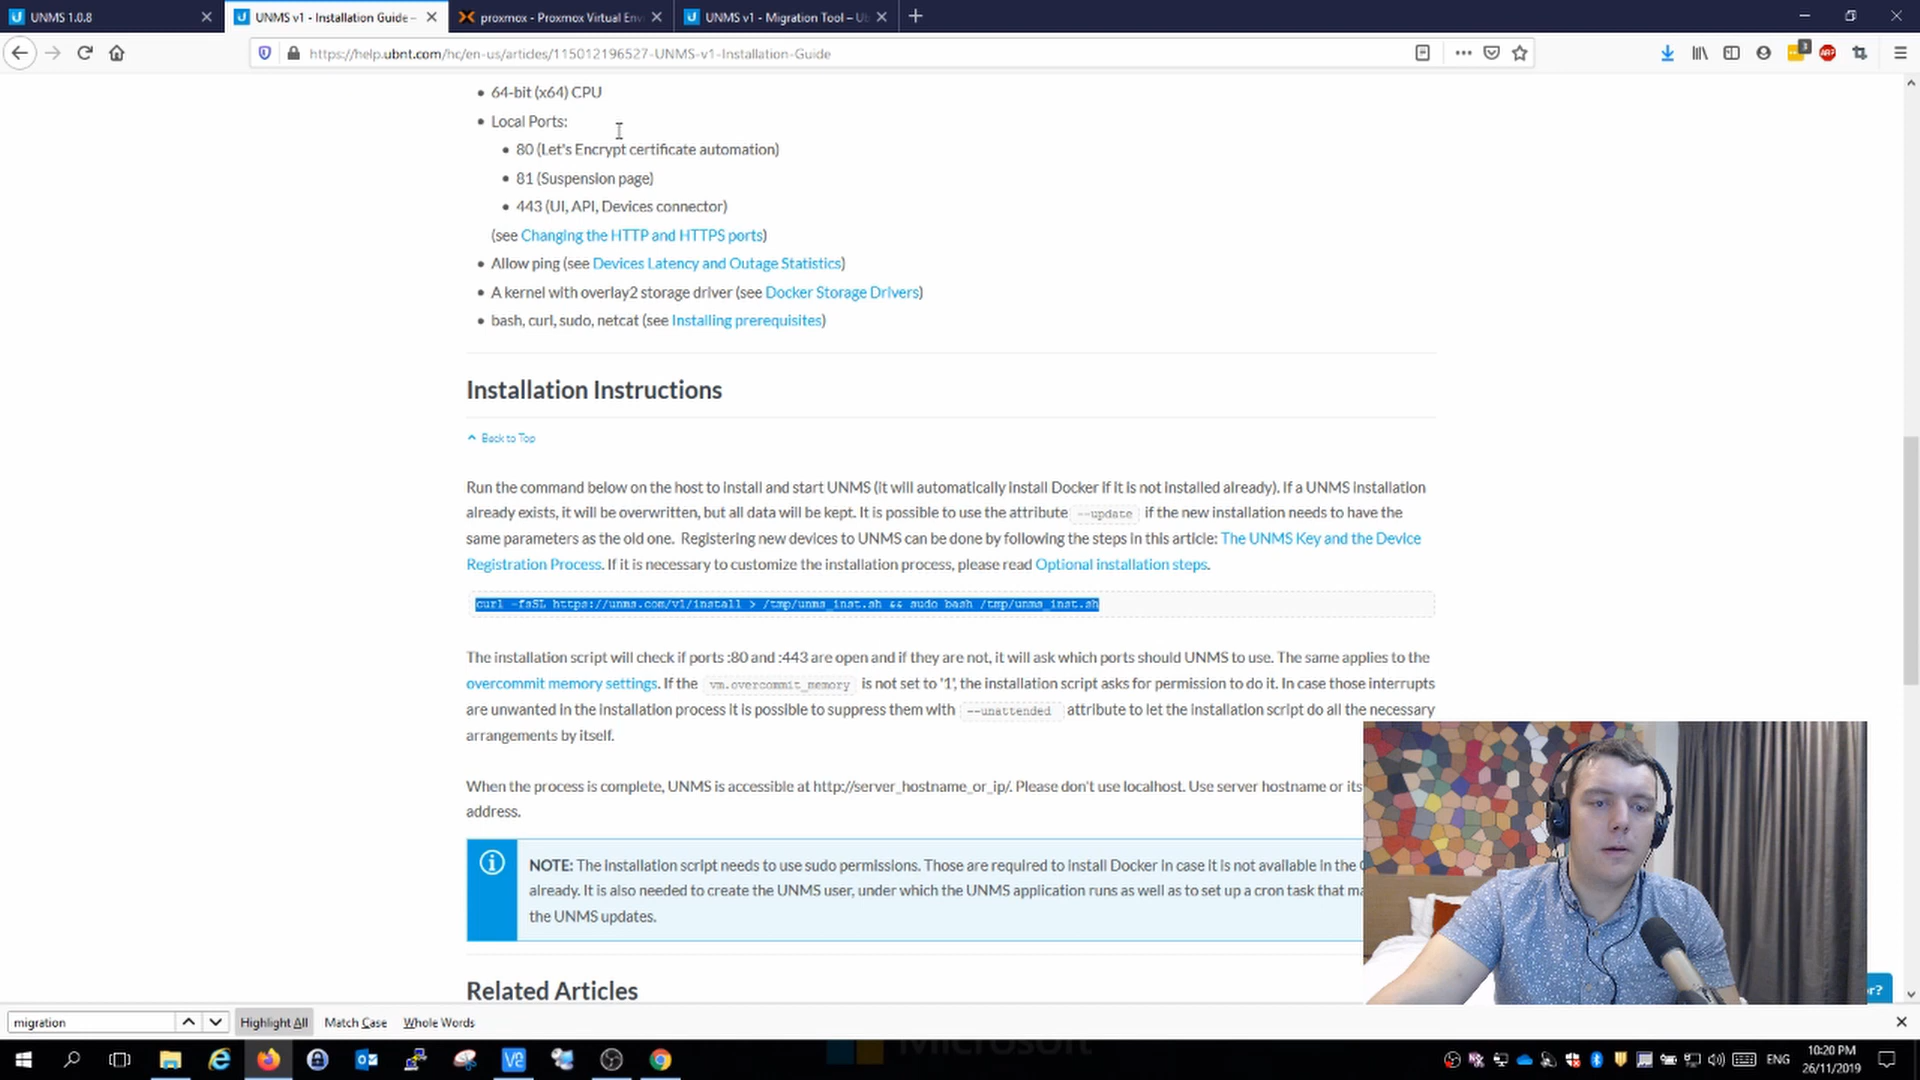 UNMS 1.0.8
UNMS v1 - Installation Guide –
proxmox - Proxmox Virtual Env
UNMS v1 - Migration Tool – Ub
https://help.ubnt.com/hc/en-us/articles/115012196527-UNMS-v1-Installation-Guide
64-bit (x64) CPU
Local Ports:
80 (Let's Encrypt certificate automation)
81 (Suspension page)
443 (UI, API, Devices connector)
(see Changing the HTTP and HTTPS ports)
Allow ping (see Devices Latency and Outage Statistics)
A kernel with overlay2 storage driver (see Docker Storage Drivers)
bash, curl, sudo, netcat (see Installing prerequisites)
Installation Instructions
Back to Top
Run the command below on the host to install and start UNMS (it will automatically install Docker if it is not installed already). If a UNMS installation
already exists, it will be overwritten, but all data will be kept. It is possible to use the attribute --update if the new installation needs to have the
same parameters as the old one. Registering new devices to UNMS can be done by following the steps in this article: The UNMS Key and the Device
Registration Process. If it is necessary to customize the installation process, please read Optional installation steps.
curl -fsSL https://unms.com/v1/install > /tmp/unms_inst.sh && sudo bash /tmp/unms_inst.sh
The installation script will check if ports :80 and :443 are open and if they are not, it will ask which ports should UNMS to use. The same applies to the
overcommit memory settings. If the vm.overcommit_memory is not set to '1', the installation script asks for permission to do it. In case those interrupts
are unwanted in the installation process it is possible to suppress them with --unattended attribute to let the installation script do all the necessary
arrangements by itself.
When the process is complete, UNMS is accessible at http://server_hostname_or_ip/. Please don't use localhost. Use server hostname or its
address.
NOTE: The installation script needs to use sudo permissions. Those are required to install Docker in case it is not available in the
already. It is also needed to create the UNMS user, under which the UNMS application runs as well as to set up a cron task that
the UNMS updates.
Related Articles
or?
migration
Highlight All
Match Case
Whole Words
Microsoft
ENG
10:20 PM
26/11/2019